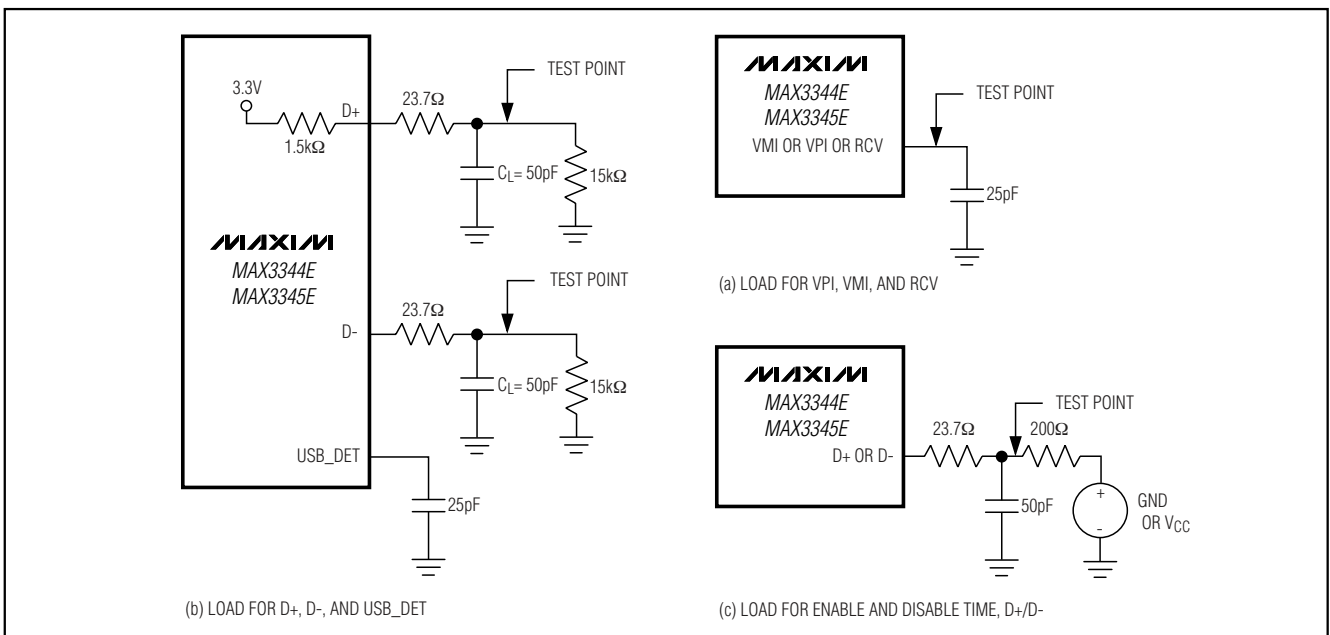 3.3V
1.5kΩ
D+
23.7Ω
TEST POINT
CL= 50pF
15kΩ
MAXIM
MAX3344E
MAX3345E
D-
23.7Ω
TEST POINT
CL= 50pF
15kΩ
USB_DET
25pF
(b) LOAD FOR D+, D-, AND USB_DET
MAXIM
MAX3344E
MAX3345E
VMI OR VPI OR RCV
TEST POINT
25pF
(a) LOAD FOR VPI, VMI, AND RCV
MAXIM
MAX3344E
MAX3345E
D+ OR D-
23.7Ω
TEST POINT
200Ω
50pF
+
-
GND
OR VCC
(c) LOAD FOR ENABLE AND DISABLE TIME, D+/D-